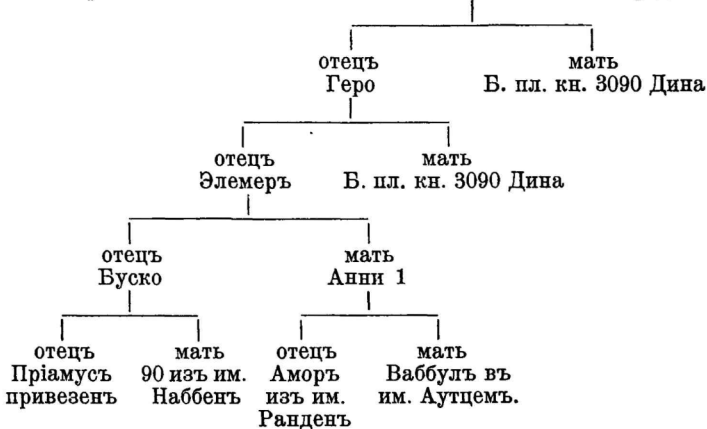 отецъ мать
Геро Б. пл. кн. 3090 Дина
отецъ мать
Элемеръ Б. пл. кн. 3090 Дина
отецъ мать
Буско Анни 1
отецъ мать отецъ мать
Пріамусъ 90 изъ им. Аморъ Ваббулъ въ
привезенъ Наббенъ изъ им. им. Аутцемъ.
Ранденъ